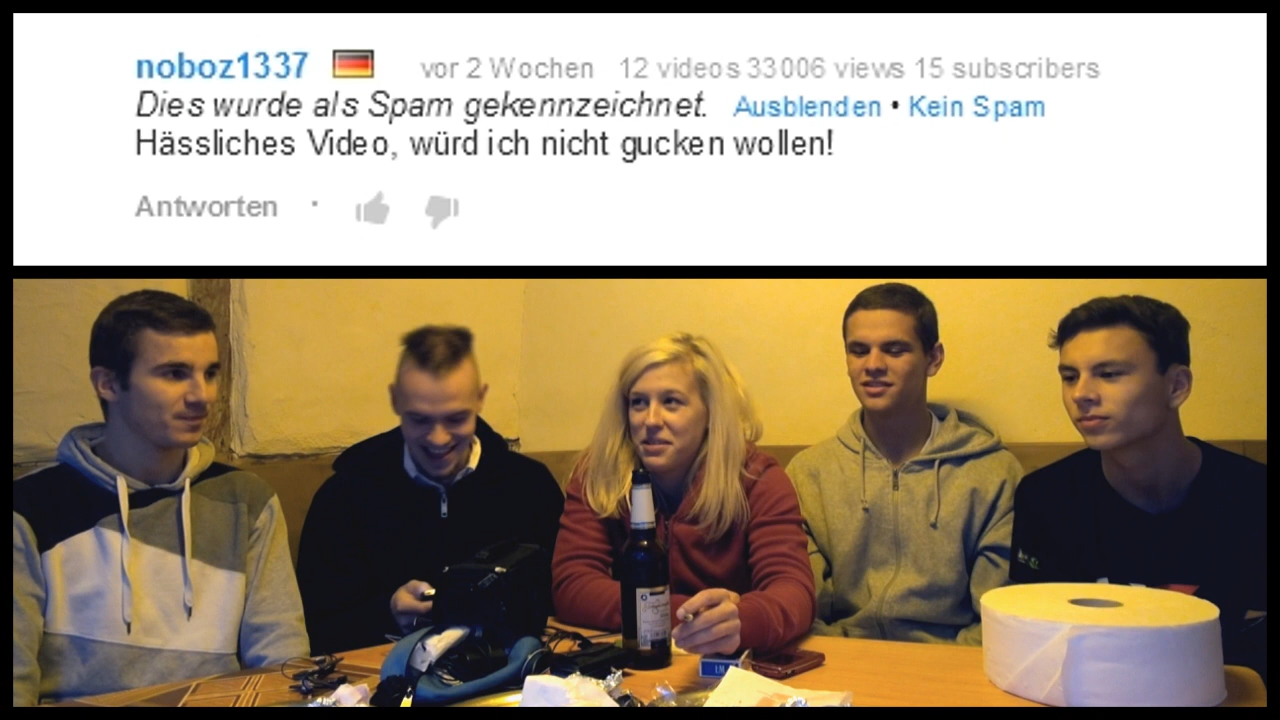 noboz1337 vor 2 Wochen 12 videos 33006 views 15 subscribers
Dies wurde als Spam gekennzeichnet. Ausblenden • Kein Spam
Hässliches Video, würd ich nicht gucken wollen!
Antworten ·